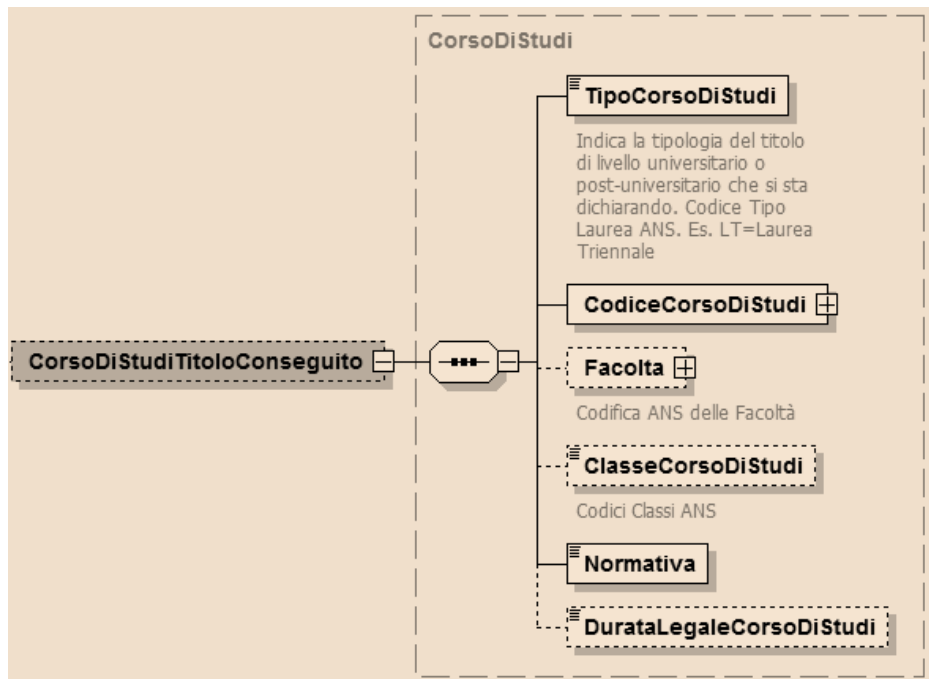 CorsoDiStudi
TipoCorsoDiStudi
Indica la tipologia del titolo
di livello universitario o
post-universitario che si sta
dichiarando. Codice Tipo
Laurea ANS. Es. LT=Laurea
Triennale
CodiceCorsoDiStudi
CorsoDiStudiTitoloConseguito
Facolta
Codifica ANS delle Facoltà
ClasseCorsoDiStudi
Codici Classi ANS
Normativa
DurataLegaleCorsoDiStudi